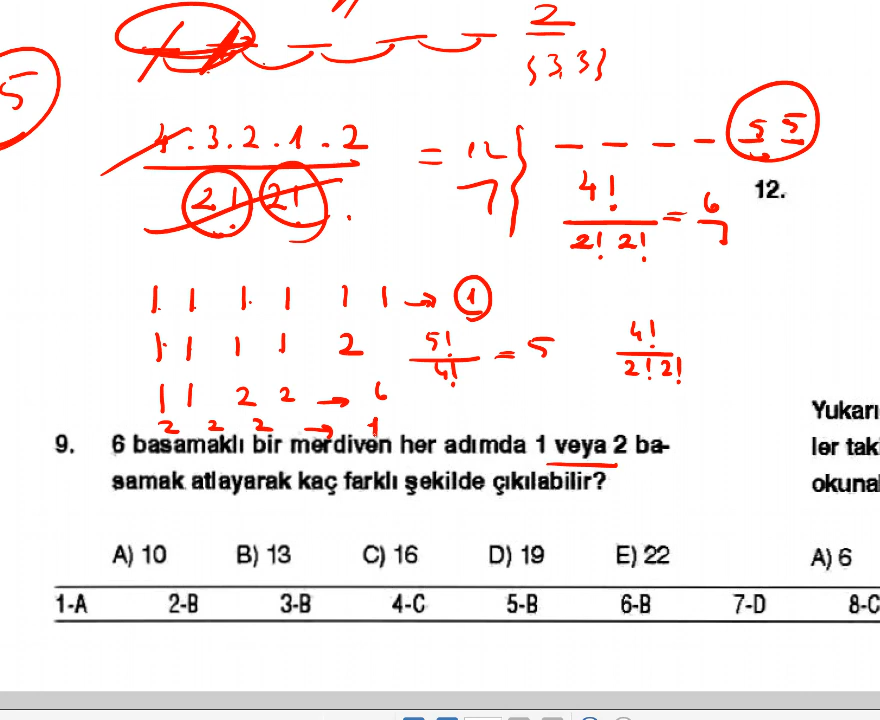 2
5
{3,3}
4.3.2.1.2 / 2! 2! = 12
_ _ _ _ 5 5
4! / 2! 2! = 6
12.
1 1 1 1 1 1 → 1
1 1 1 1 2 5! / 4! = 5 4! / 2! 2!
1 1 2 2 → 6
2 2 2 → 1
Yukarı
9. 6 basamaklı bir merdiven her adımda 1 veya 2 ba-
ler tak
samak atlayarak kaç farklı şekilde çıkılabilir?
okuna
A) 10 B) 13 C) 16 D) 19 E) 22
A) 6
1-A 2-B 3-B 4-C 5-B 6-B 7-D 8-C